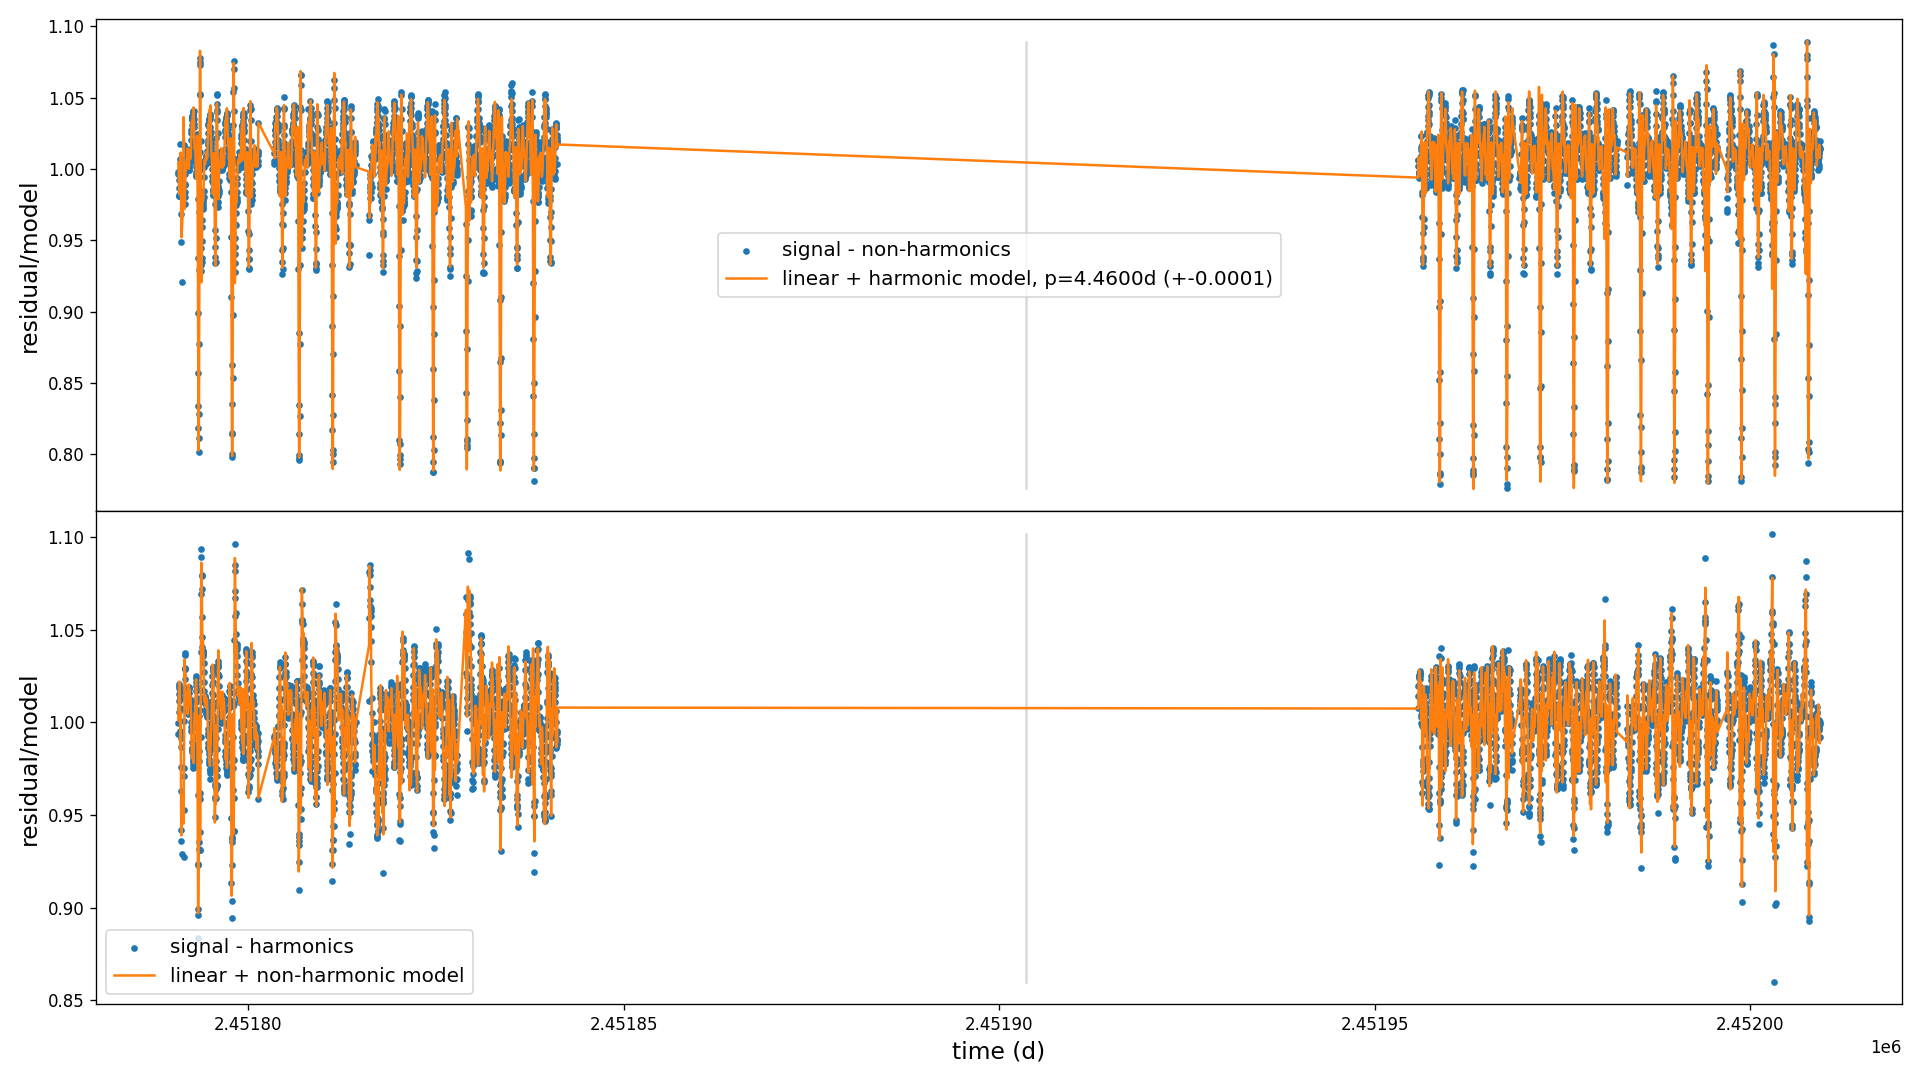 1.10
1.05
1.00
0.95
0.90
0.85
0.80
residual/model
signal - non-harmonics
linear + harmonic model, p=4.4600d (+-0.0001)
1.10
1.05
1.00
0.95
0.90
0.85
residual/model
signal - harmonics
linear + non-harmonic model
2.45180
2.45185
2.45190
2.45195
2.45200
time (d)
1e6